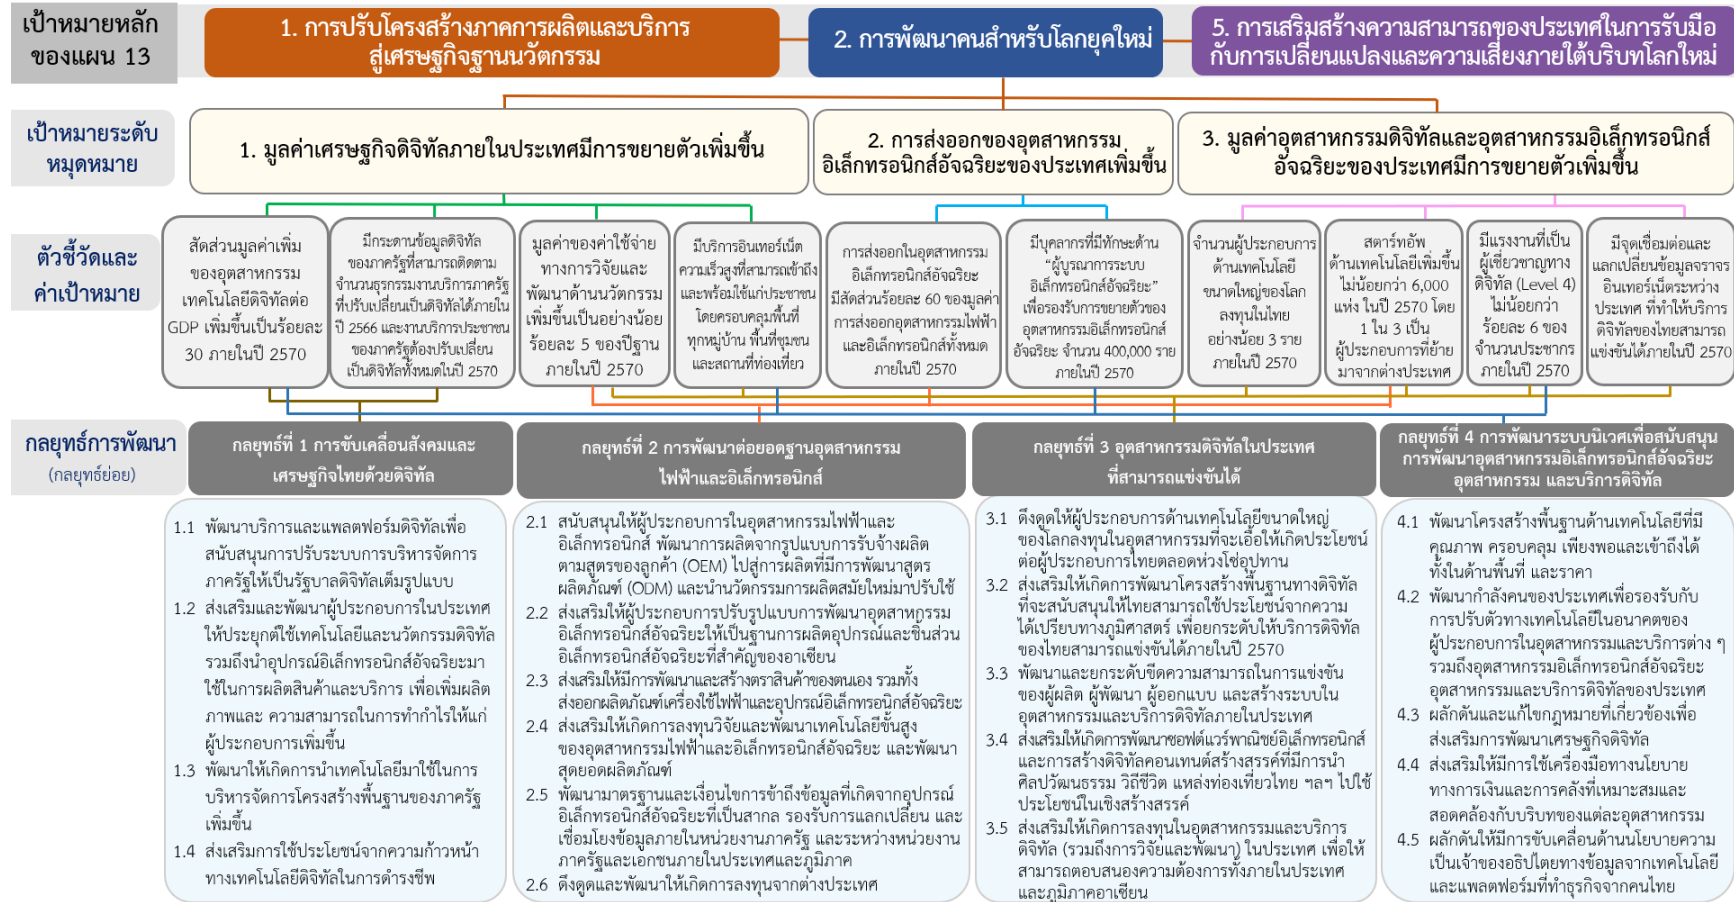 เป้าหมายหลัก
ของแผน 13
1. การปรับโครงสร้างภาคการผลิตและบริการ
สู่เศรษฐกิจฐานนวัตกรรม
2. การพัฒนาคนสำหรับโลกยุคใหม่
5. การเสริมสร้างความสามารถของประเทศในการรับมือ
กับการเปลี่ยนแปลงและความเสี่ยงภายใต้บริบทโลกใหม่
เป้าหมายระดับ
หมุดหมาย
1. มูลค่าเศรษฐกิจดิจิทัลภายในประเทศมีการขยายตัวเพิ่มขึ้น
2. การส่งออกของอุตสาหกรรม
อิเล็กทรอนิกส์อัจฉริยะของประเทศเพิ่มขึ้น
3. มูลค่าอุตสาหกรรมดิจิทัลและอุตสาหกรรมอิเล็กทรอนิกส์
อัจฉริยะของประเทศมีการขยายตัวเพิ่มขึ้น
ตัวชี้วัดและ
ค่าเป้าหมาย
สัดส่วนมูลค่าเพิ่ม
ของอุตสาหกรรม
เทคโนโลยีดิจิทัลต่อ
GDP เพิ่มขึ้นเป็นร้อยละ
30 ภายในปี 2570
มีกระดานข้อมูลดิจิทัล
ของภาครัฐที่สามารถติดตาม
จำนวนธุรกรรมงานบริการภาครัฐ
ที่ปรับเปลี่ยนเป็นดิจิทัลได้ภายใน
ปี 2566 และงานบริการประชาชน
ของภาครัฐต้องปรับเปลี่ยน
เป็นดิจิทัลทั้งหมดในปี 2570
มูลค่าของค่าใช้จ่าย
ทางการวิจัยและ
พัฒนาด้านนวัตกรรม
เพิ่มขึ้นเป็นอย่างน้อย
ร้อยละ 5 ของปีฐาน
ภายในปี 2570
มีบริการอินเทอร์เน็ต
ความเร็วสูงที่สามารถเข้าถึง
และพร้อมใช้แก่ประชาชน
โดยครอบคลุมพื้นที่
ทุกหมู่บ้าน พื้นที่ชุมชน
และสถานที่ท่องเที่ยว
การส่งออกในอุตสาหกรรม
อิเล็กทรอนิกส์อัจฉริยะ
มีสัดส่วนร้อยละ 60 ของมูลค่า
การส่งออกอุตสาหกรรมไฟฟ้า
และอิเล็กทรอนิกส์ทั้งหมด
ภายในปี 2570
มีบุคลากรที่มีทักษะด้าน
“ผู้บูรณาการระบบ
อิเล็กทรอนิกส์อัจฉริยะ”
เพื่อรองรับการขยายตัวของ
อุตสาหกรรมอิเล็กทรอนิกส์
อัจฉริยะ จำนวน 400,000 ราย
ภายในปี 2570
จำนวนผู้ประกอบการ
ด้านเทคโนโลยี
ขนาดใหญ่ของโลก
ลงทุนในไทย
อย่างน้อย 3 ราย
ภายในปี 2570
สตาร์ทอัพ
ด้านเทคโนโลยีเพิ่มขึ้น
ไม่น้อยกว่า 6,000
แห่ง ในปี 2570 โดย
1 ใน 3 เป็น
ผู้ประกอบการที่ย้าย
มาจากต่างประเทศ
มีแรงงานที่เป็น
ผู้เชี่ยวชาญทาง
ดิจิทัล (Level 4)
ไม่น้อยกว่า
ร้อยละ 6 ของ
จำนวนประชากร
ภายในปี 2570
มีจุดเชื่อมต่อและ
แลกเปลี่ยนข้อมูลจราจร
อินเทอร์เน็ตระหว่าง
ประเทศ ที่ทำให้บริการ
ดิจิทัลของไทยสามารถ
แข่งขันได้ภายในปี 2570
กลยุทธ์การพัฒนา
(กลยุทธ์ย่อย)
กลยุทธ์ที่ 1 การขับเคลื่อนสังคมและ
เศรษฐกิจไทยด้วยดิจิทัล
กลยุทธ์ที่ 2 การพัฒนาต่อยอดฐานอุตสาหกรรม
ไฟฟ้าและอิเล็กทรอนิกส์
กลยุทธ์ที่ 3 อุตสาหกรรมดิจิทัลในประเทศ
ที่สามารถแข่งขันได้
กลยุทธ์ที่ 4 การพัฒนาระบบนิเวศเพื่อสนับสนุน
การพัฒนาอุตสาหกรรมอิเล็กทรอนิกส์อัจฉริยะ
อุตสาหกรรม และบริการดิจิทัล
1.1 พัฒนาบริการและแพลตฟอร์มดิจิทัลเพื่อ
สนับสนุนการปรับระบบการบริหารจัดการ
ภาครัฐให้เป็นรัฐบาลดิจิทัลเต็มรูปแบบ
1.2 ส่งเสริมและพัฒนาผู้ประกอบการในประเทศ
ให้ประยุกต์ใช้เทคโนโลยีและนวัตกรรมดิจิทัล
รวมถึงนำอุปกรณ์อิเล็กทรอนิกส์อัจฉริยะมา
ใช้ในการผลิตสินค้าและบริการ เพื่อเพิ่มผลิต
ภาพและ ความสามารถในการทำกำไรให้แก่
ผู้ประกอบการเพิ่มขึ้น
1.3 พัฒนาให้เกิดการนำเทคโนโลยีมาใช้ในการ
บริหารจัดการโครงสร้างพื้นฐานของภาครัฐ
เพิ่มขึ้น
1.4 ส่งเสริมการใช้ประโยชน์จากความก้าวหน้า
ทางเทคโนโลยีดิจิทัลในการดำรงชีพ
2.1 สนับสนุนให้ผู้ประกอบการในอุตสาหกรรมไฟฟ้าและ
อิเล็กทรอนิกส์ พัฒนาการผลิตจากรูปแบบการรับจ้างผลิต
ตามสูตรของลูกค้า (OEM) ไปสู่การผลิตที่มีการพัฒนาสูตร
ผลิตภัณฑ์ (ODM) และนำนวัตกรรมการผลิตสมัยใหม่มาปรับใช้
2.2 ส่งเสริมให้ผู้ประกอบการปรับรูปแบบการพัฒนาอุตสาหกรรม
อิเล็กทรอนิกส์อัจฉริยะให้เป็นฐานการผลิตอุปกรณ์และชิ้นส่วน
อิเล็กทรอนิกส์อัจฉริยะที่สำคัญของอาเซียน
2.3 ส่งเสริมให้มีการพัฒนาและสร้างตราสินค้าของตนเอง รวมทั้ง
ส่งออกผลิตภัณฑ์เครื่องใช้ไฟฟ้าและอุปกรณ์อิเล็กทรอนิกส์อัจฉริยะ
2.4 ส่งเสริมให้เกิดการลงทุนวิจัยและพัฒนาเทคโนโลยีขั้นสูง
ของอุตสาหกรรมไฟฟ้าและอิเล็กทรอนิกส์อัจฉริยะ และพัฒนา
สุดยอดผลิตภัณฑ์
2.5 พัฒนามาตรฐานและเงื่อนไขการเข้าถึงข้อมูลที่เกิดจากอุปกรณ์
อิเล็กทรอนิกส์อัจฉริยะที่เป็นสากล รองรับการแลกเปลี่ยน และ
เชื่อมโยงข้อมูลภายในหน่วยงานภาครัฐ และระหว่างหน่วยงาน
ภาครัฐและเอกชนภายในประเทศและภูมิภาค
2.6 ดึงดูดและพัฒนาให้เกิดการลงทุนจากต่างประเทศ
3.1 ดึงดูดให้ผู้ประกอบการด้านเทคโนโลยีขนาดใหญ่
ของโลกลงทุนในอุตสาหกรรมที่จะเอื้อให้เกิดประโยชน์
ต่อผู้ประกอบการไทยตลอดห่วงโซ่อุปทาน
3.2 ส่งเสริมให้เกิดการพัฒนาโครงสร้างพื้นฐานทางดิจิทัล
ที่จะสนับสนุนให้ไทยสามารถใช้ประโยชน์จากความ
ได้เปรียบทางภูมิศาสตร์ เพื่อยกระดับให้บริการดิจิทัล
ของไทยสามารถแข่งขันได้ภายในปี 2570
3.3 พัฒนาและยกระดับขีดความสามารถในการแข่งขัน
ของผู้ผลิต ผู้พัฒนา ผู้ออกแบบ และสร้างระบบใน
อุตสาหกรรมและบริการดิจิทัลภายในประเทศ
3.4 ส่งเสริมให้เกิดการพัฒนาซอฟต์แวร์พาณิชย์อิเล็กทรอนิกส์
และการสร้างดิจิทัลคอนเทนต์สร้างสรรค์ที่มีการนำ
ศิลปวัฒนธรรม วิถีชีวิต แหล่งท่องเที่ยวไทย ฯลฯ ไปใช้
ประโยชน์ในเชิงสร้างสรรค์
3.5 ส่งเสริมให้เกิดการลงทุนในอุตสาหกรรมและบริการ
ดิจิทัล (รวมถึงการวิจัยและพัฒนา) ในประเทศ เพื่อให้
สามารถตอบสนองความต้องการทั้งภายในประเทศ
และภูมิภาคอาเซียน
4.1 พัฒนาโครงสร้างพื้นฐานด้านเทคโนโลยีที่มี
คุณภาพ ครอบคลุม เพียงพอและเข้าถึงได้
ทั้งในด้านพื้นที่ และราคา
4.2 พัฒนากำลังคนของประเทศเพื่อรองรับกับ
การปรับตัวทางเทคโนโลยีในอนาคตของ
ผู้ประกอบการในอุตสาหกรรมและบริการต่าง ๆ
รวมถึงอุตสาหกรรมอิเล็กทรอนิกส์อัจฉริยะ
อุตสาหกรรมและบริการดิจิทัลของประเทศ
4.3 ผลักดันและแก้ไขกฎหมายที่เกี่ยวข้องเพื่อ
ส่งเสริมการพัฒนาเศรษฐกิจดิจิทัล
4.4 ส่งเสริมให้มีการใช้เครื่องมือทางนโยบาย
ทางการเงินและการคลังที่เหมาะสมและ
สอดคล้องกับบริบทของแต่ละอุตสาหกรรม
4.5 ผลักดันให้มีการขับเคลื่อนด้านนโยบายความ
เป็นเจ้าของอธิปไตยทางข้อมูลจากเทคโนโลยี
และแพลตฟอร์มที่ทำธุรกิจจากคนไทย